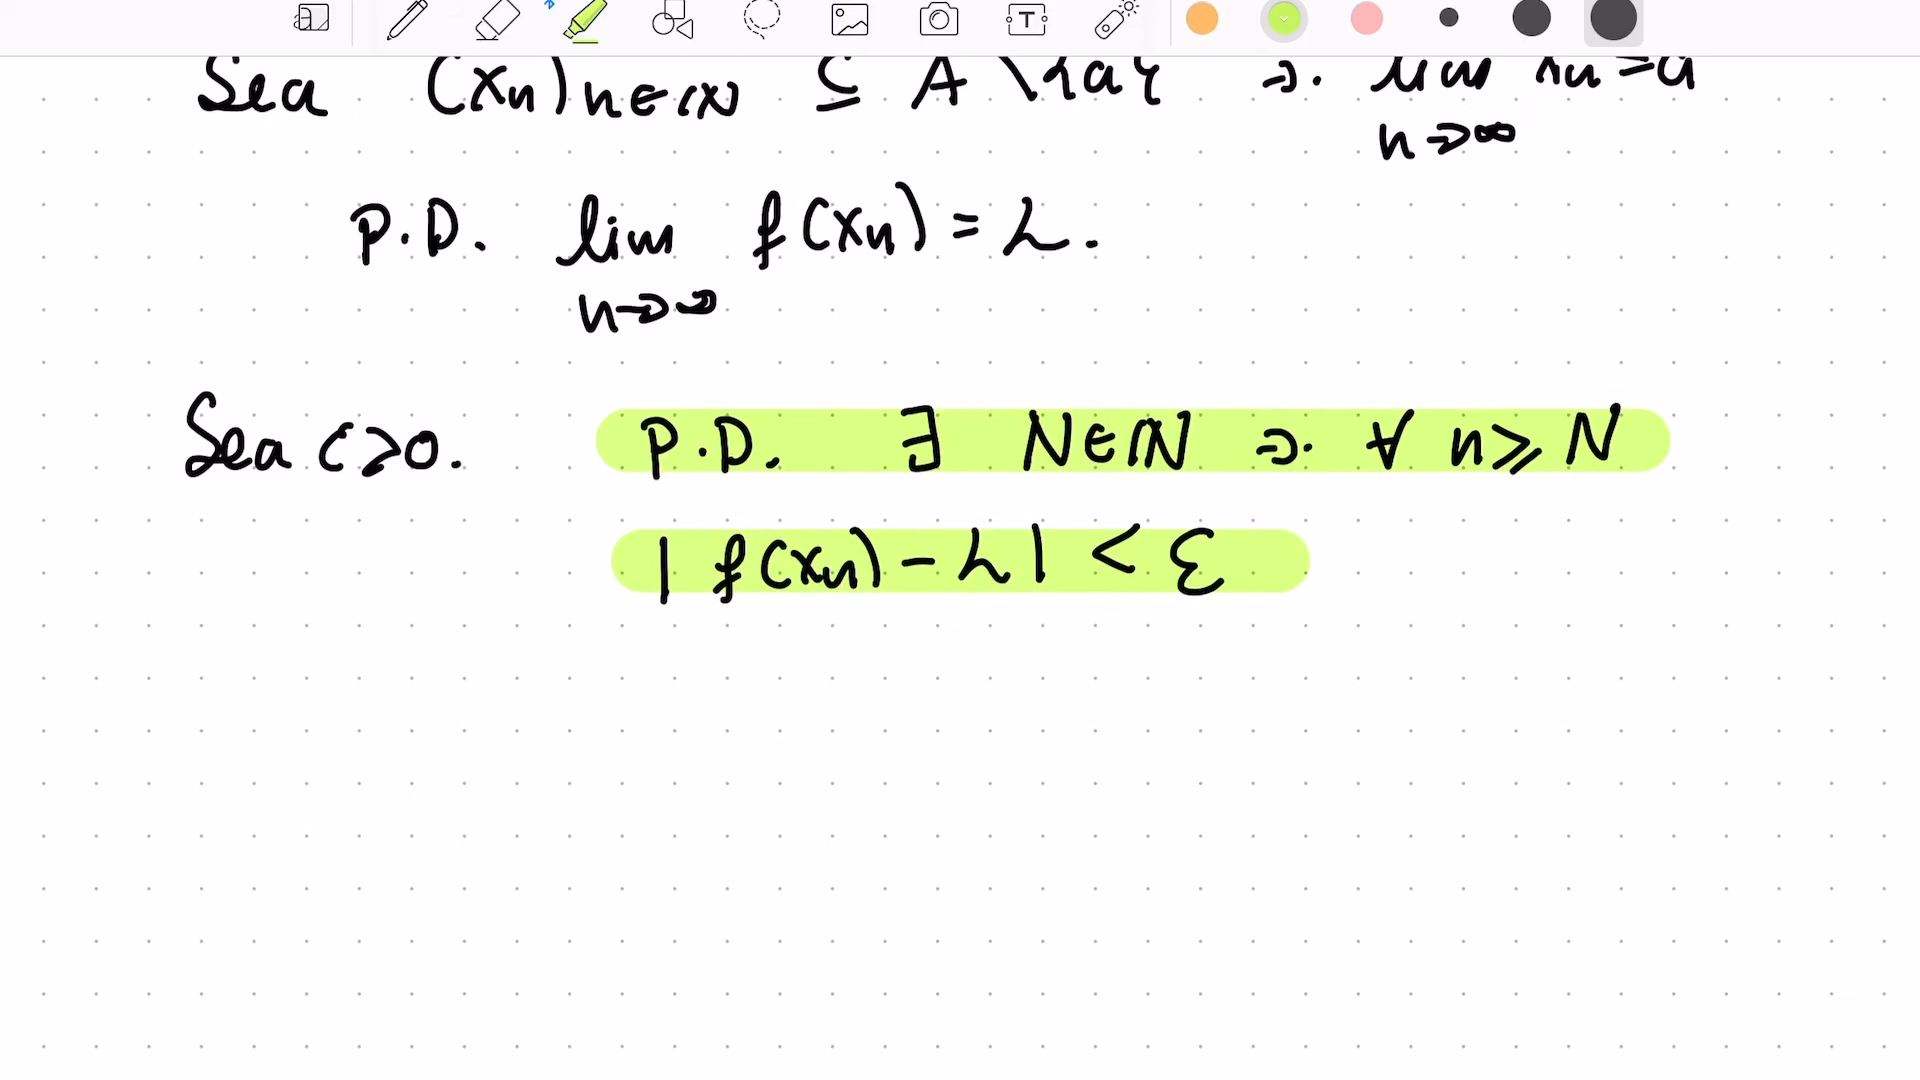 Sea (xn)n∈ℕ ⊆ A \ {a} ∋. lim xn = a
n→∞
P.D. lim f(xn) = L.
n→∞
Sea ε>0. P.D. ∃ N∈ℕ ∋. ∀ n≥N
| f(xn) - L | < ε